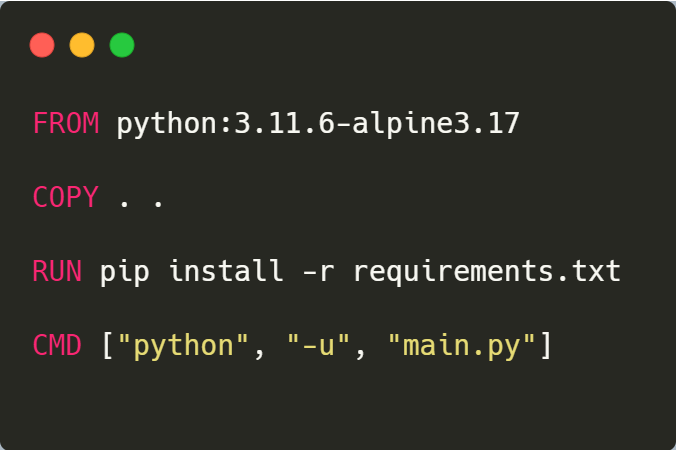 FROM python:3.11.6-alpine3.17
COPY . .
RUN pip install -r requirements.txt
CMD ["python", "-u", "main.py"]